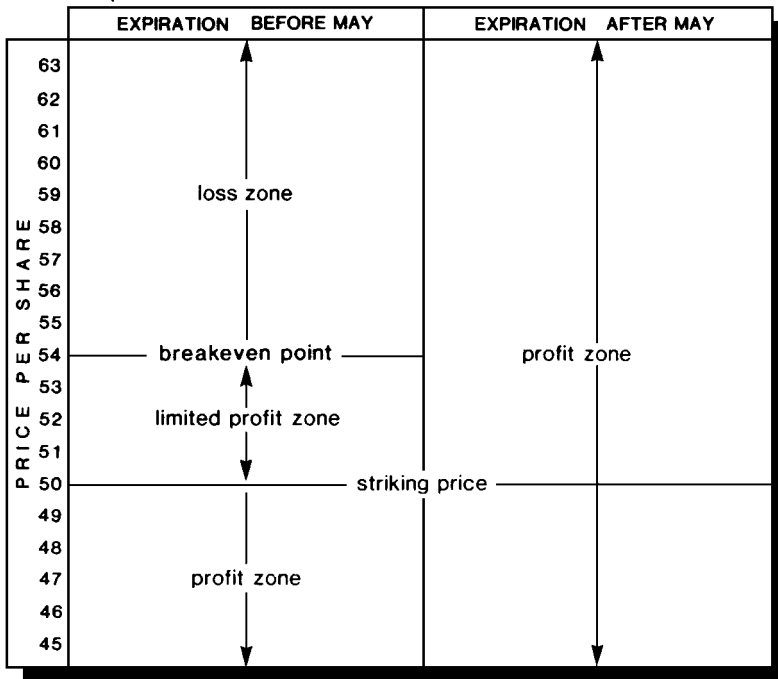 EXPIRATION BEFORE MAY
EXPIRATION AFTER MAY
PRICE PER SHARE
63
62
61
60
59
58
57
56
55
54
53
52
51
50
49
48
47
46
45
loss zone
breakeven point
limited profit zone
striking price
profit zone
profit zone